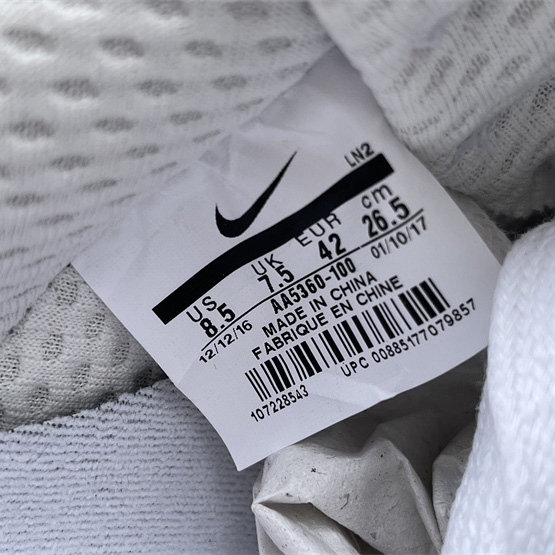 LN2
US UK EUR cm
8.5 7.5 42 26.5
12/12/16 AA5360-100 01/10/17
MADE IN CHINA
FABRIQUE EN CHINE
107228543 UPC 00885177079857